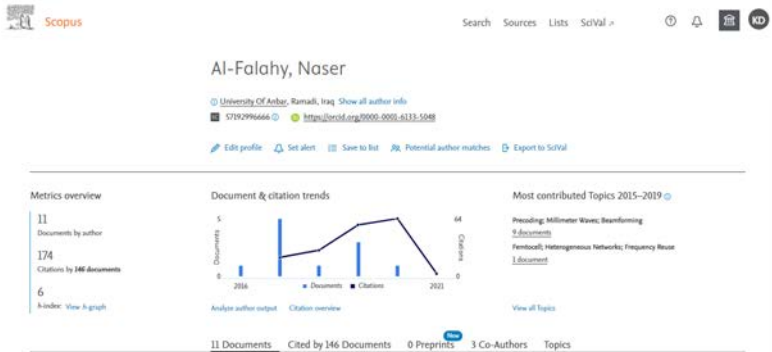 Scopus
Search Sources Lists SciVal ↗
KD
Al-Falahy, Naser
University Of Anbar, Ramadi, Iraq Show all author info
57192996666 https://orcid.org/0000-0001-6133-5048
Edit profile Set alert Save to list Potential author matches Export to SciVal
Metrics overview
11
Documents by author
174
Citations by 146 documents
6
h-index: View h-graph
Document & citation trends
5
64
Documents
Citations
0
0
2016
2021
Documents Citations
Analyze author output Citation overview
Most contributed Topics 2015–2019
Precoding; Millimeter Waves; Beamforming
9 documents
Femtocell; Heterogeneous Networks; Frequency Reuse
1 document
View all Topics
New
11 Documents Cited by 146 Documents 0 Preprints 3 Co-Authors Topics